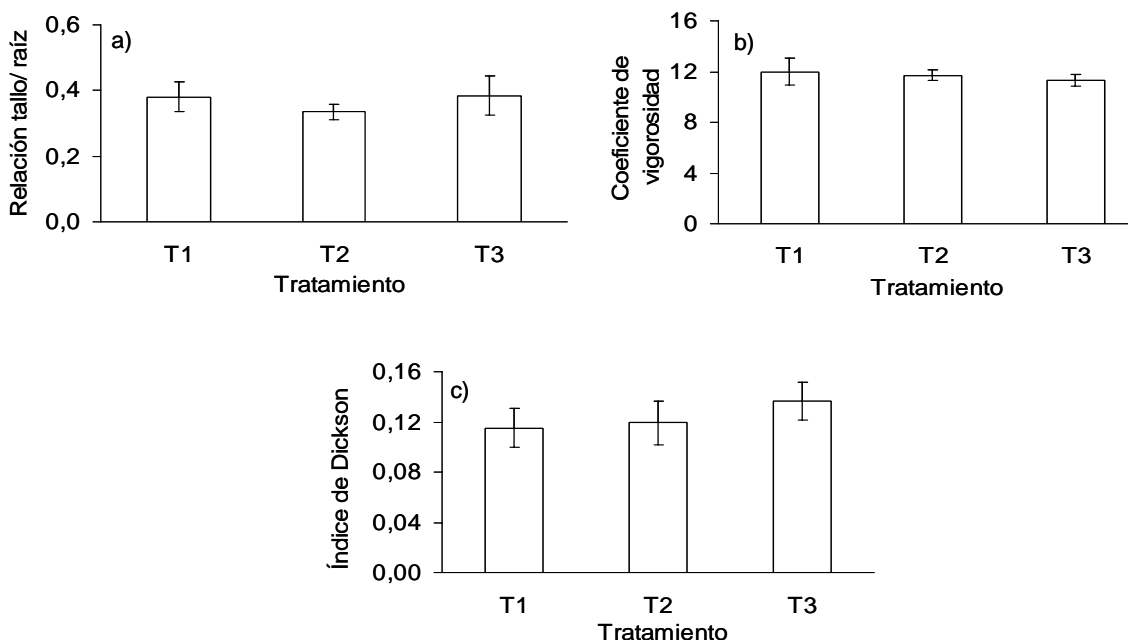 a)
Relación tallo/ raíz
0,6
0,4
0,2
0,0
T1 T2 T3
Tratamiento
b)
Coeficiente de
vigorosidad
16
12
8
4
0
T1 T2 T3
Tratamiento
c)
Índice de Dickson
0,16
0,12
0,08
0,04
0,00
T1 T2 T3
Tratamiento